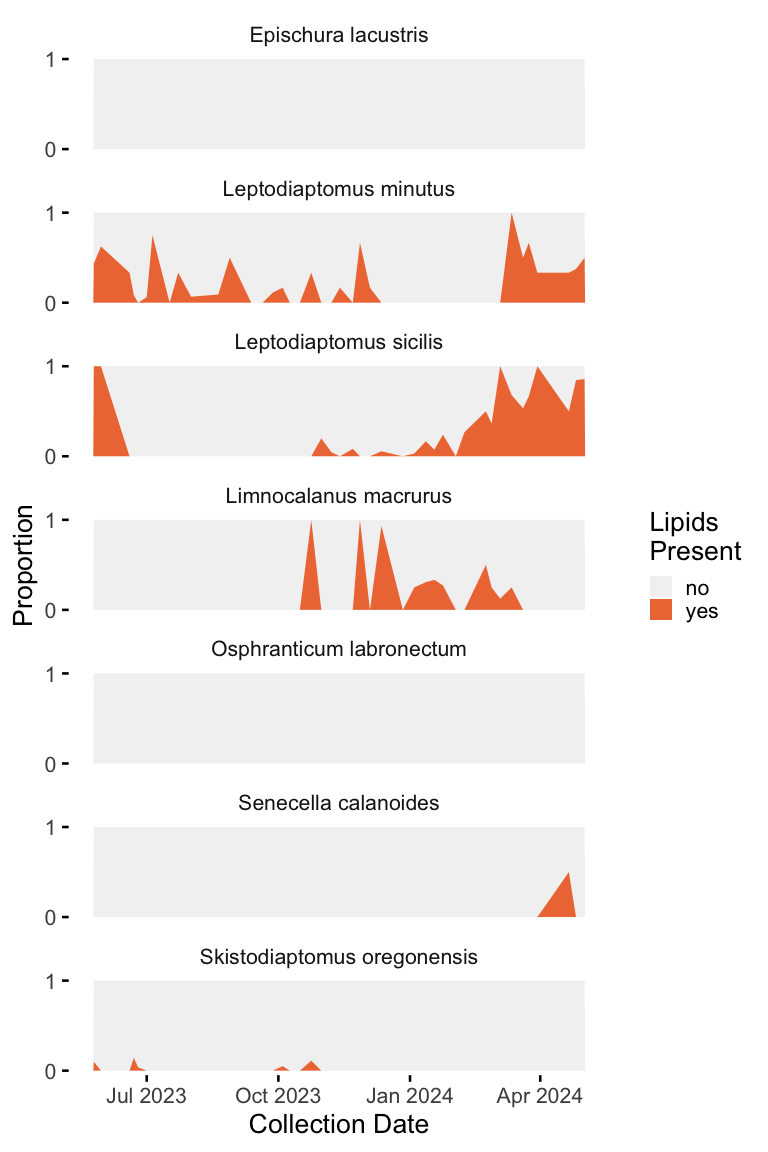 Epischura lacustris
1
0
Leptodiaptomus minutus
1
0
Leptodiaptomus sicilis
1
0
Limnocalanus macrurus
1
0
Osphranticum labronectum
1
0
Senecella calanoides
1
0
Skistodiaptomus oregonensis
1
0
Jul 2023 Oct 2023 Jan 2024 Apr 2024
Collection Date
Proportion
Lipids
Present
no
yes